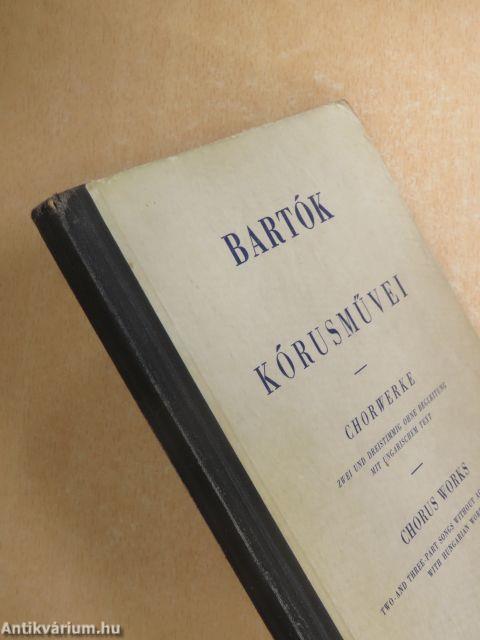 BARTÓK
KÓRUSMŰVEI
CHORWERKE
ZWEI UND DREISTIMMIG OHNE BEGLEITUNG
MIT UNGARISCHEM TEXT
CHORUS WORKS
TWO- AND THREE-PART SONGS WITHOUT
WITH HUNGARIAN
Antikvárium.hu